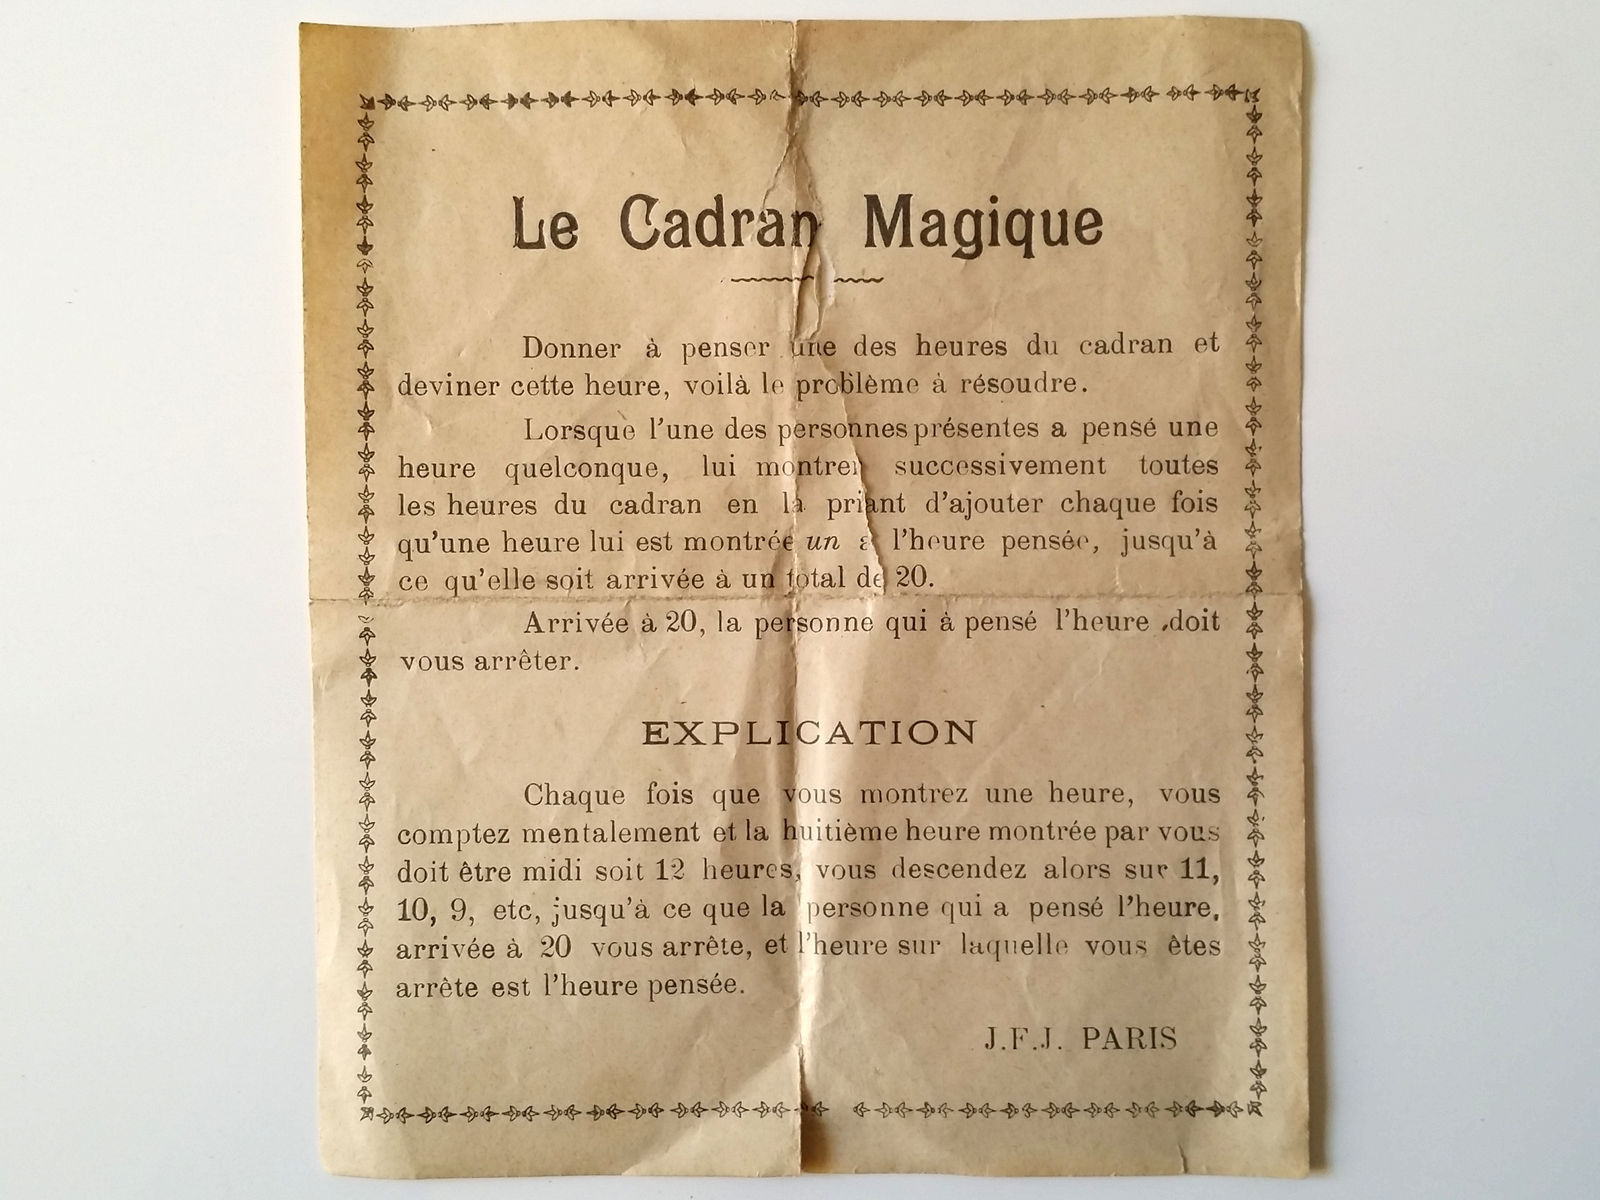 Le Cadran Magique
Donner à penser une des heures du cadran et
deviner cette heure, voilà le problème à résoudre.
Lorsque l'une des personnes présentes a pensé une
heure quelconque, lui montrer successivement toutes
les heures du cadran en la priant d'ajouter chaque fois
qu'une heure lui est montrée un à l'heure pensée, jusqu'à
ce qu'elle soit arrivée à un total de 20.
Arrivée à 20, la personne qui à pensé l'heure doit
vous arrêter.
EXPLICATION
Chaque fois que vous montrez une heure, vous
comptez mentalement et la huitième heure montrée par vous
doit être midi soit 12 heures, vous descendez alors sur 11,
10, 9, etc, jusqu'à ce que la personne qui a pensé l'heure,
arrivée à 20 vous arrête, et l'heure sur laquelle vous êtes
arrête est l'heure pensée.
J.F.J. PARIS